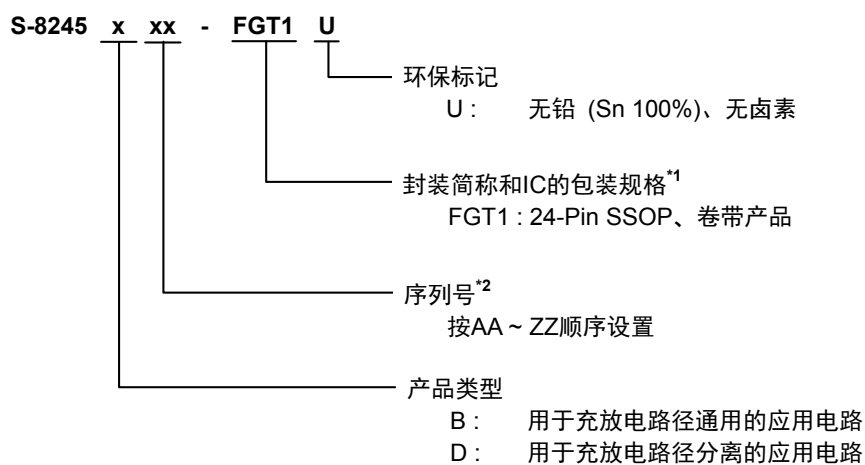 S-8245 x xx - FGT1 U
环保标记
U : 无铅 (Sn 100%)、无卤素
封装简称和IC的包装规格*1
FGT1 : 24-Pin SSOP、卷带产品
序列号*2
按AA ~ ZZ顺序设置
产品类型
B : 用于充放电路径通用的应用电路
D : 用于充放电路径分离的应用电路